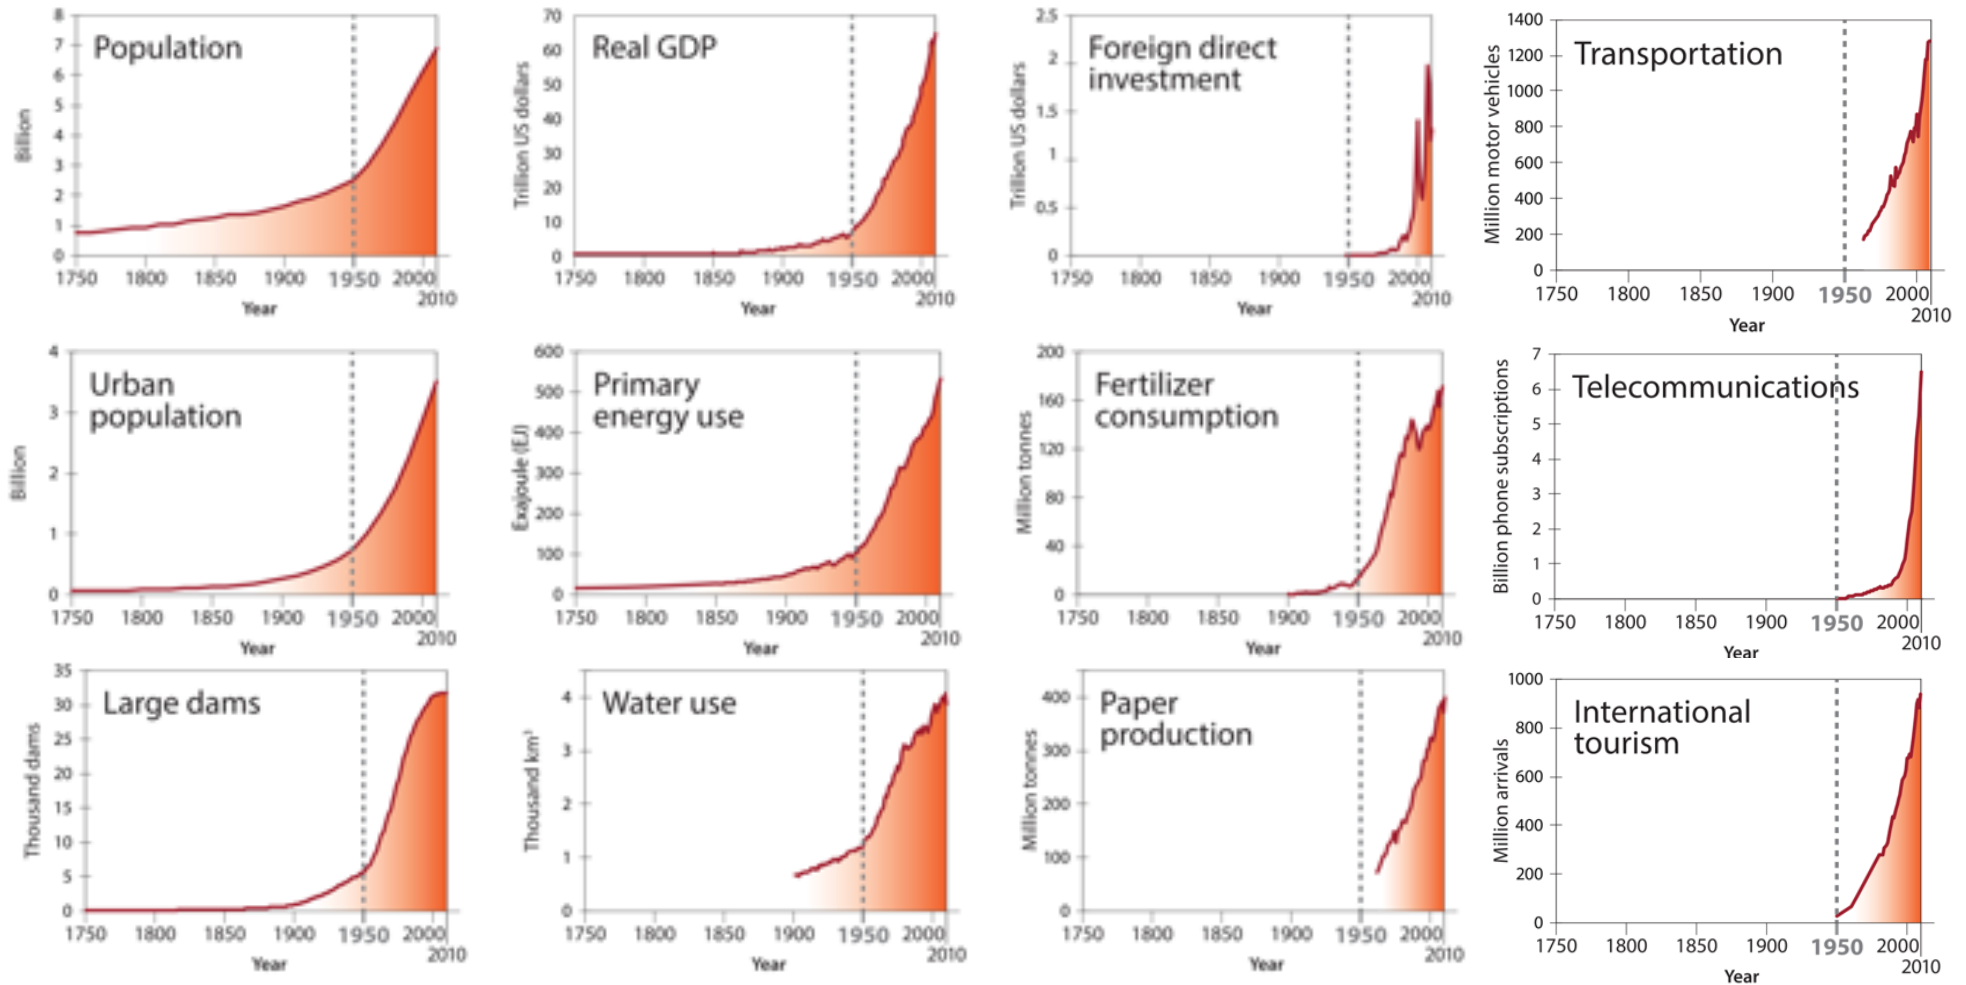 Population
Billion
8
7
6
5
4
3
2
1
0
1750 1800 1850 1900 1950 2000
2010
Year
Real GDP
Trillion US dollars
70
60
50
40
30
20
10
0
1750 1800 1850 1900 1950 2000
2010
Year
Foreign direct
investment
Trillion US dollars
2.5
2
1.5
1
0.5
0
1750 1800 1850 1900 1950 2000
2010
Year
Transportation
Million motor vehicles
1400
1200
1000
800
600
400
200
0
1750 1800 1850 1900 1950 2000
2010
Year
Urban
population
Billion
4
3
2
1
0
1750 1800 1850 1900 1950 2000
2010
Year
Primary
energy use
Exajoule (EJ)
600
500
400
300
200
100
0
1750 1800 1850 1900 1950 2000
2010
Year
Fertilizer
consumption
Million tonnes
200
160
120
80
40
0
1750 1800 1850 1900 1950 2000
2010
Year
Telecommunications
Billion phone subscriptions
7
6
5
4
3
2
1
0
1750 1800 1850 1900 1950 2000
2010
Year
Large dams
Thousand dams
35
30
25
20
15
10
5
0
1750 1800 1850 1900 1950 2000
2010
Year
Water use
Thousand km³
4
3
2
1
0
1750 1800 1850 1900 1950 2000
2010
Year
Paper
production
Million tonnes
400
300
200
100
0
1750 1800 1850 1900 1950 2000
2010
Year
International
tourism
Million arrivals
1000
800
600
400
200
0
1750 1800 1850 1900 1950 2000
2010
Year